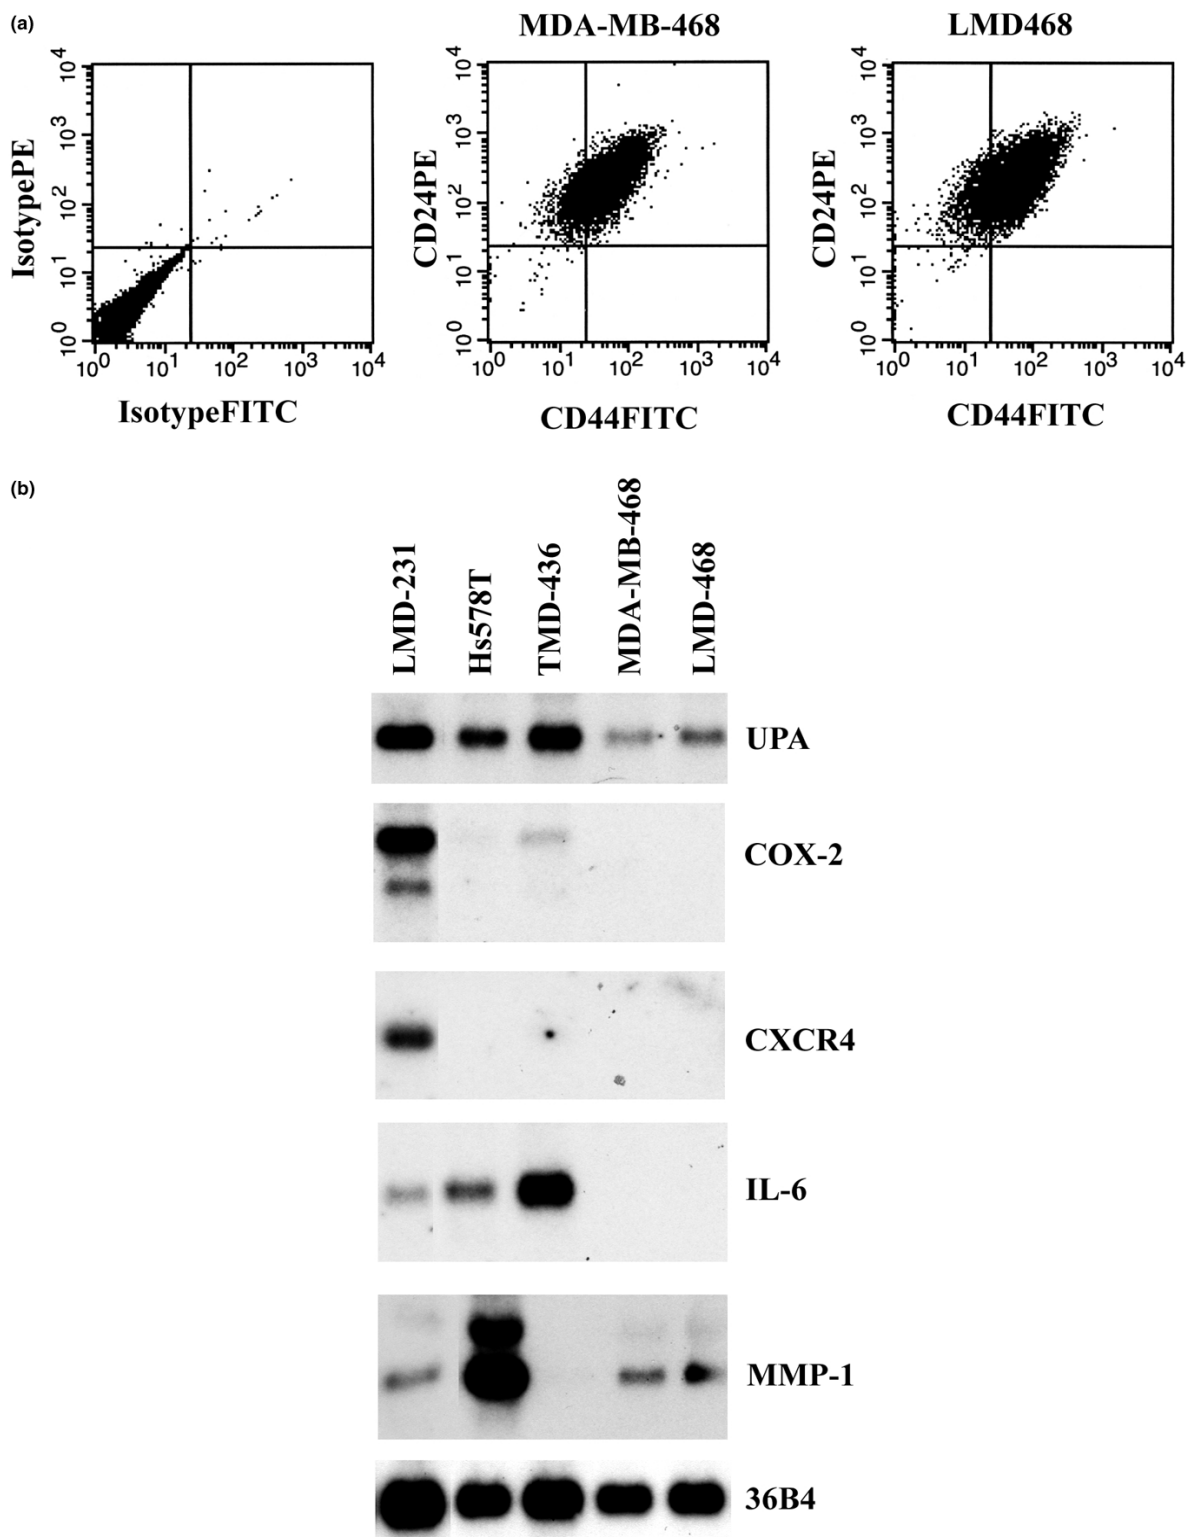 (a)
MDA-MB-468
LMD468
IsotypePE
10^4
10^3
10^2
10^1
10^0
10^0 10^1 10^2 10^3 10^4
IsotypeFITC
CD24PE
10^4
10^3
10^2
10^1
10^0
10^0 10^1 10^2 10^3 10^4
CD44FITC
CD24PE
10^4
10^3
10^2
10^1
10^0
10^0 10^1 10^2 10^3 10^4
CD44FITC
(b)
LMD-231
Hs578T
TMD-436
MDA-MB-468
LMD-468
UPA
COX-2
CXCR4
IL-6
MMP-1
36B4